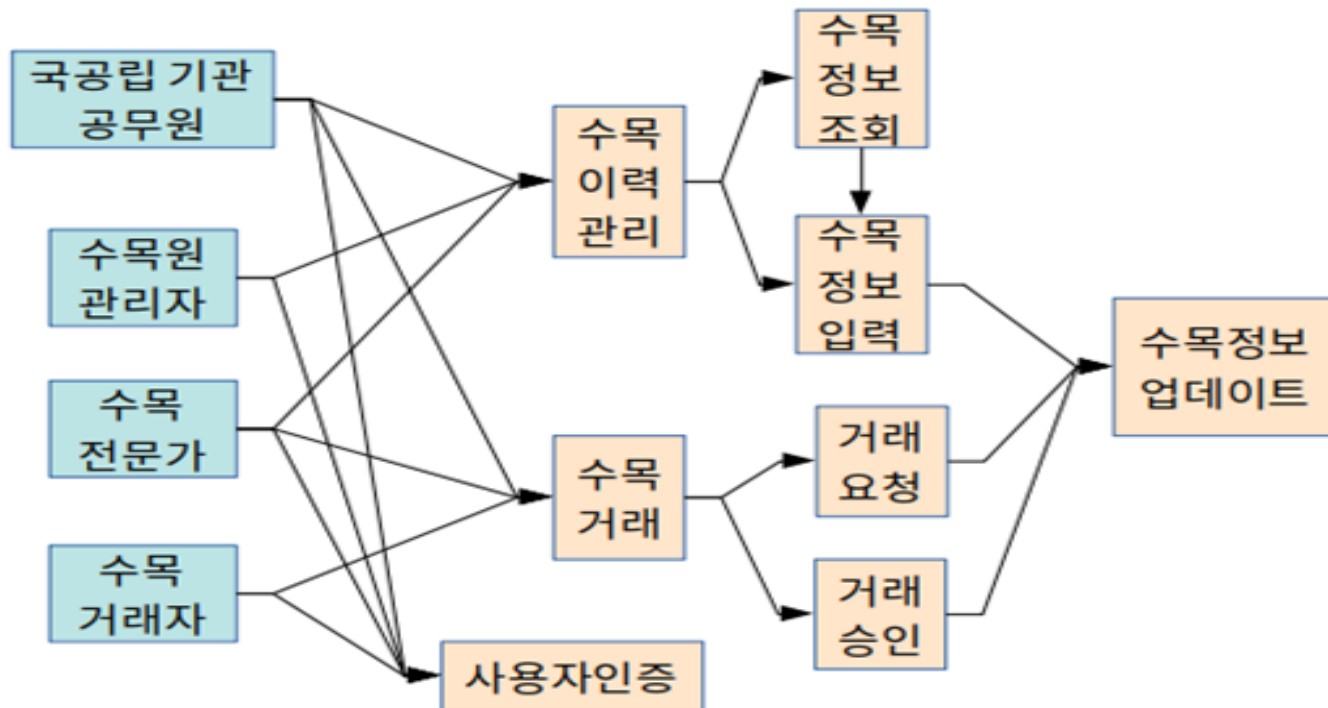 국공립 기관
공무원
수목원
관리자
수목
전문가
수목
거래자
수목
이력
관리
수목
거래
사용자인증
수목
정보
조회
수목
정보
입력
거래
요청
거래
승인
수목정보
업데이트